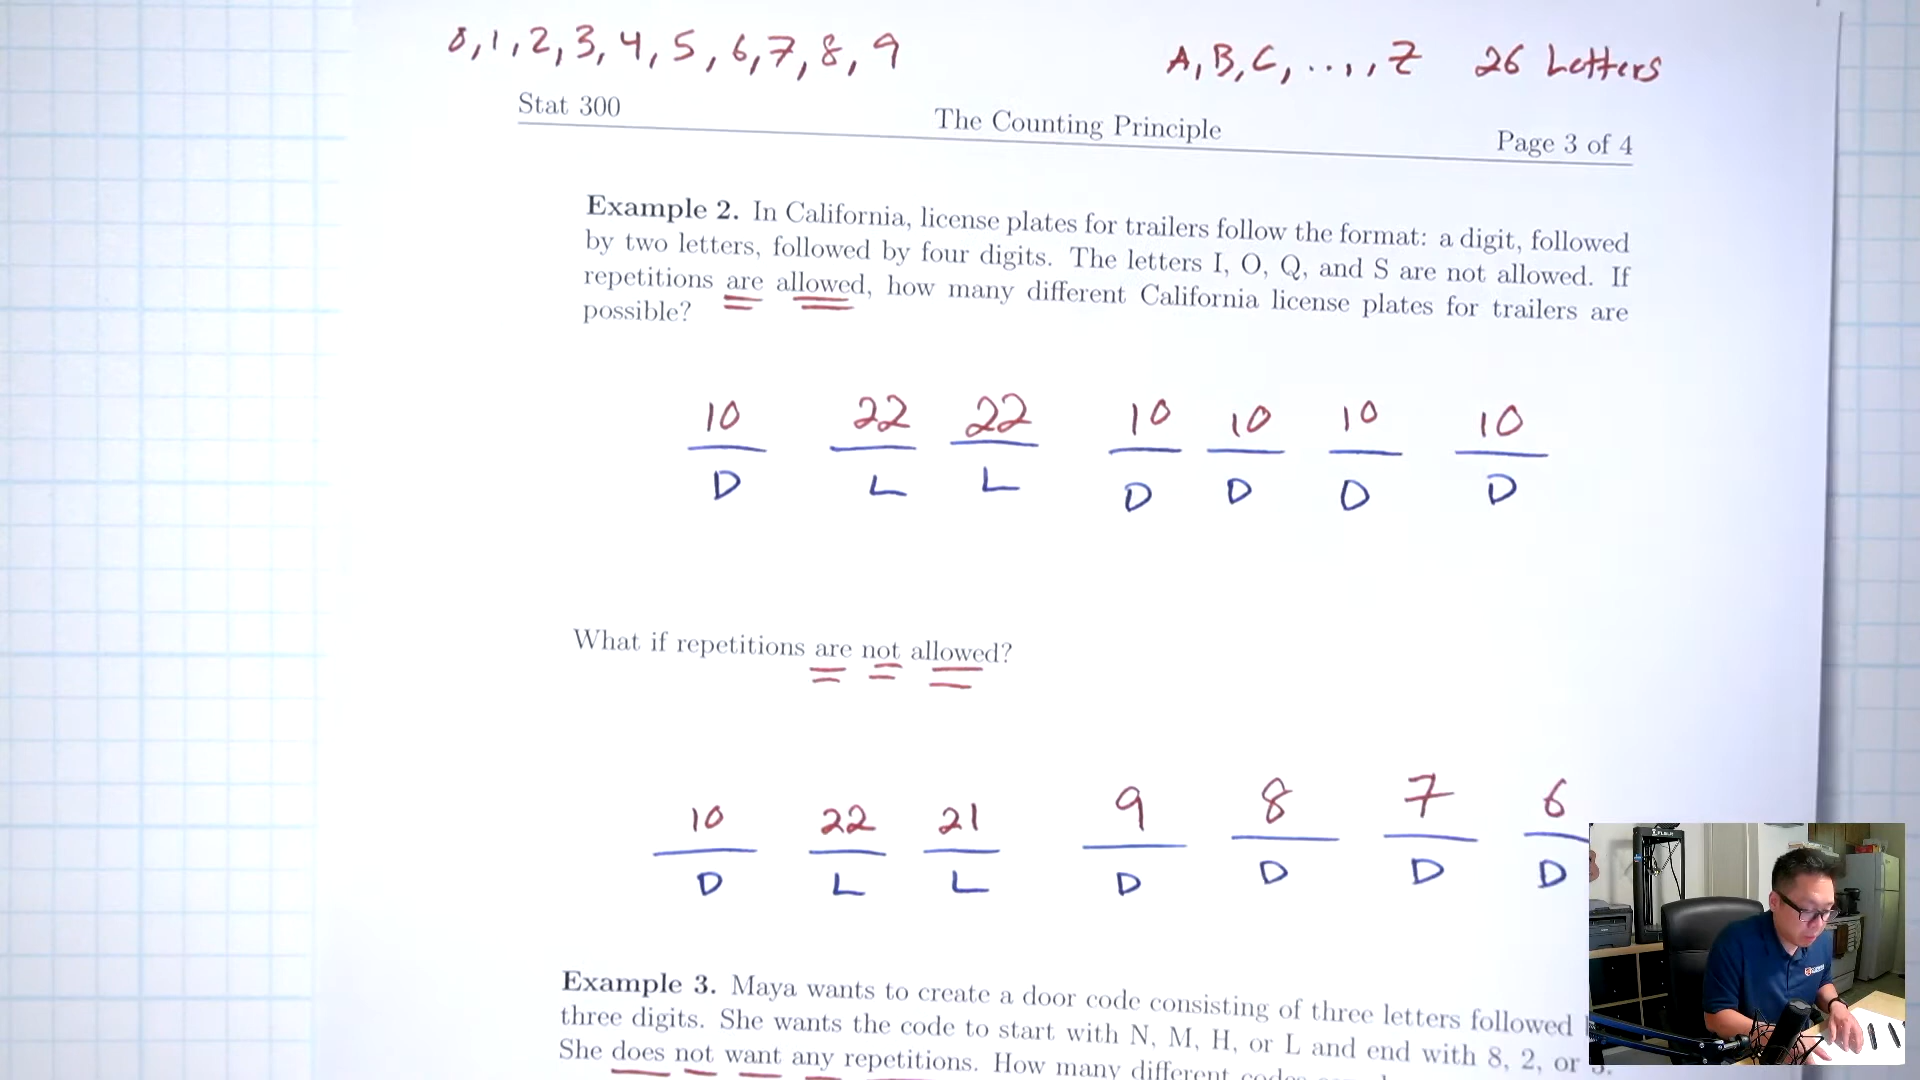 0,1,2,3,4,5,6,7,8,9 A,B,C,...,Z 26 Letters
Stat 300 The Counting Principle Page 3 of 4
Example 2. In California, license plates for trailers follow the format: a digit, followed
by two letters, followed by four digits. The letters I, O, Q, and S are not allowed. If
repetitions are allowed, how many different California license plates for trailers are
possible?
10 22 22 10 10 10 10
D L L D D D D
What if repetitions are not allowed?
10 22 21 9 8 7 6
D L L D D D D
Example 3. Maya wants to create a door code consisting of three letters followed
three digits. She wants the code to start with N, M, H, or L and end with 8, 2, or
She does not want any repetitions. How many different codes